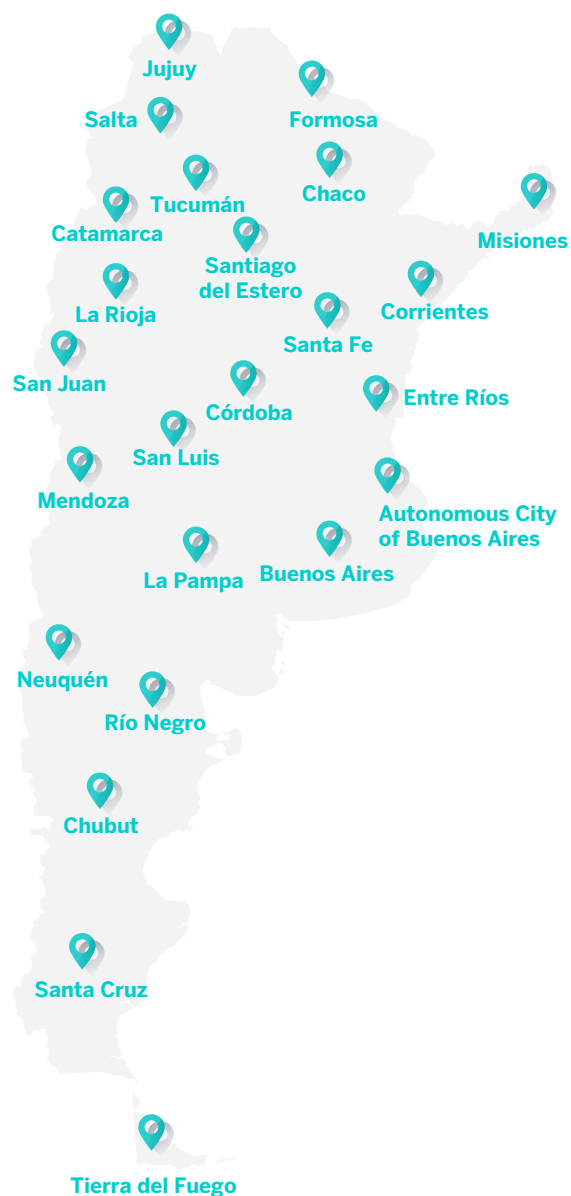 Jujuy
Salta
Formosa
Tucumán
Chaco
Catamarca
Misiones
Santiago
del Estero
La Rioja
Corrientes
Santa Fe
San Juan
Córdoba
Entre Ríos
San Luis
Mendoza
Autonomous City
of Buenos Aires
La Pampa
Buenos Aires
Neuquén
Río Negro
Chubut
Santa Cruz
Tierra del Fuego